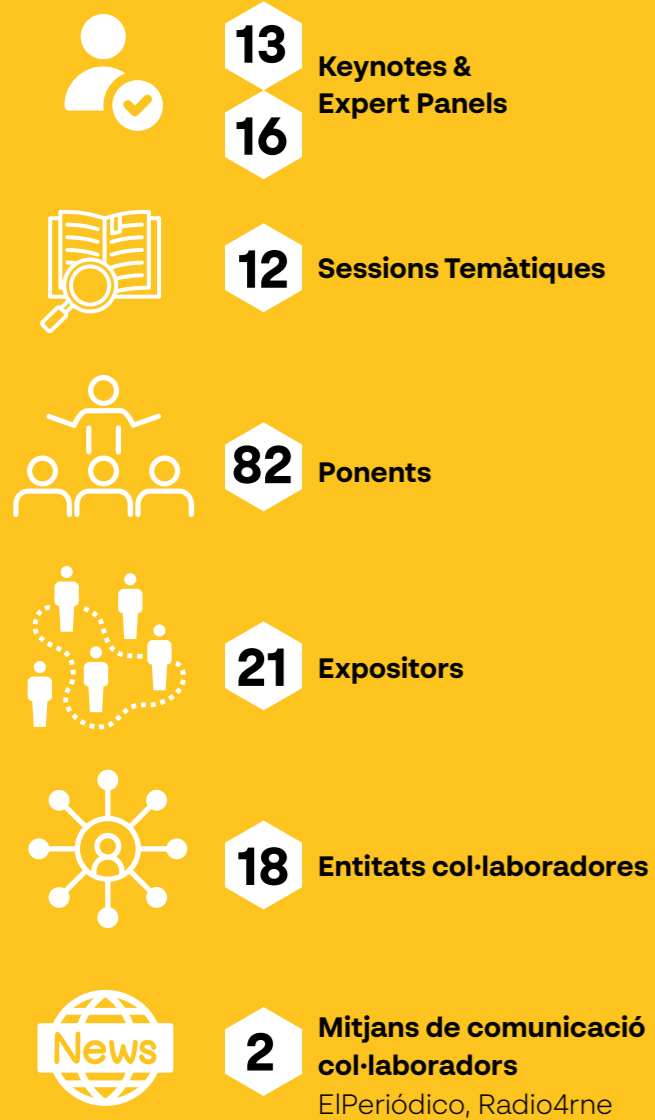 13
16
Keynotes &
Expert Panels
12
Sessions Temàtiques
82
Ponents
21
Expositors
18
Entitats col·laboradores
News
2
Mitjans de comunicació
col·laboradors
ElPeriódico, Radio4rne